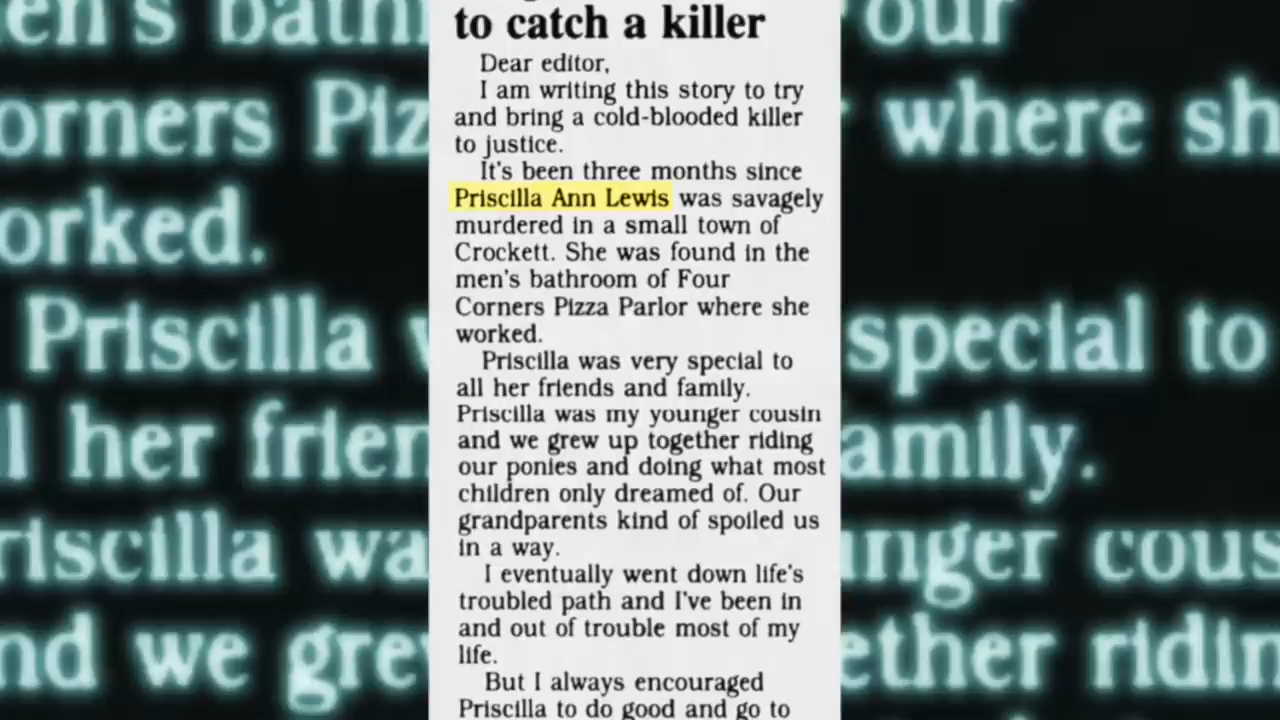 to catch a killer
Dear editor,
I am writing this story to try
and bring a cold-blooded killer
to justice.
It's been three months since
Priscilla Ann Lewis was savagely
murdered in a small town of
Crockett. She was found in the
men's bathroom of Four
Corners Pizza Parlor where she
worked.
Priscilla was very special to
all her friends and family.
Priscilla was my younger cousin
and we grew up together riding
our ponies and doing what most
children only dreamed of. Our
grandparents kind of spoiled us
in a way.
I eventually went down life's
troubled path and I've been in
and out of trouble most of my
life.
But I always encouraged
Priscilla to do good and go to